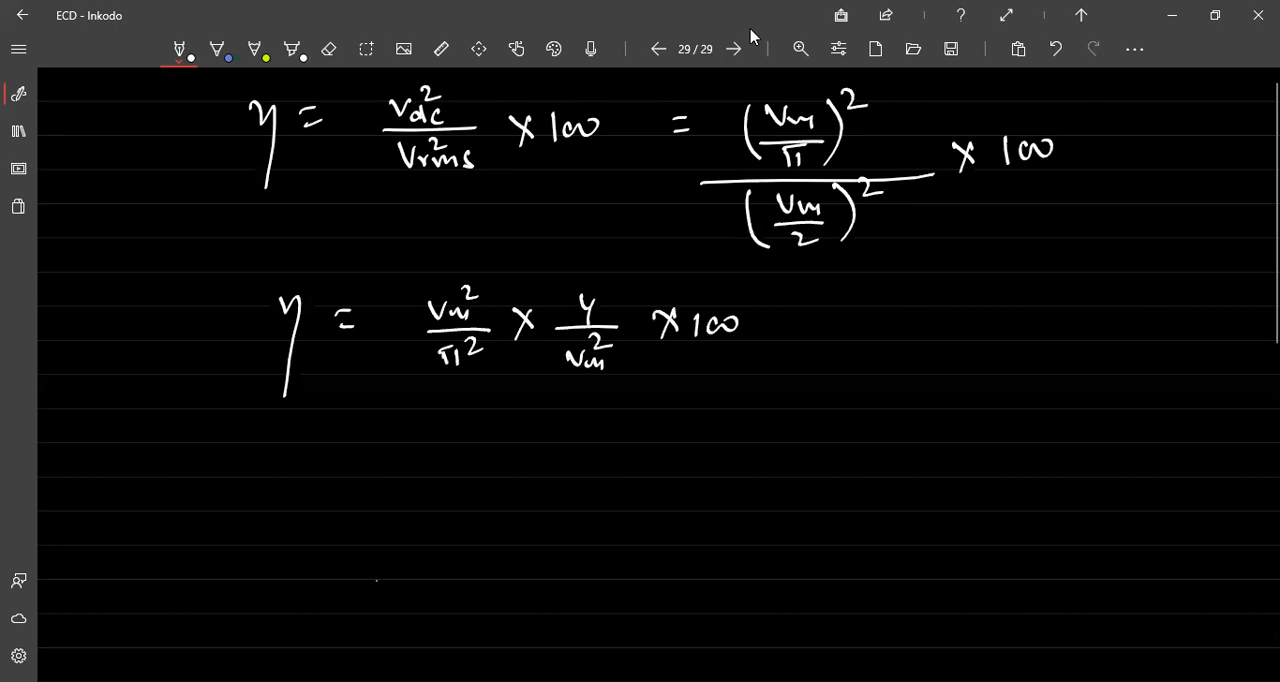 ECD - Inkodo
29 / 29
η = Vdc² / Vrms² × 100 = (Vm/π)² / (Vm/2)² × 100
η = Vm² / π² × 4 / Vm² × 100